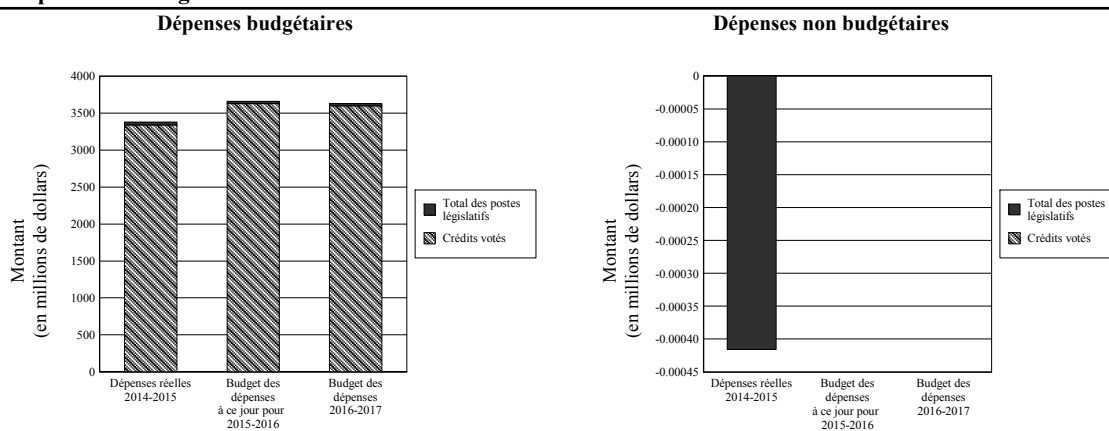 Dépenses budgétaires
4000
3500
3000
2500
2000
1500
1000
500
0
Montant
(en millions de dollars)
Dépenses réelles
2014-2015
Budget des
dépenses
à ce jour pour
2015-2016
Budget des
dépenses
2016-2017
Total des postes
législatifs
Crédits votés
Dépenses non budgétaires
0
-0.00005
-0.00010
-0.00015
-0.00020
-0.00025
-0.00030
-0.00035
-0.00040
-0.00045
Montant
(en millions de dollars)
Dépenses réelles
2014-2015
Budget des
dépenses
à ce jour pour
2015-2016
Budget des
dépenses
2016-2017
Total des postes
législatifs
Crédits votés